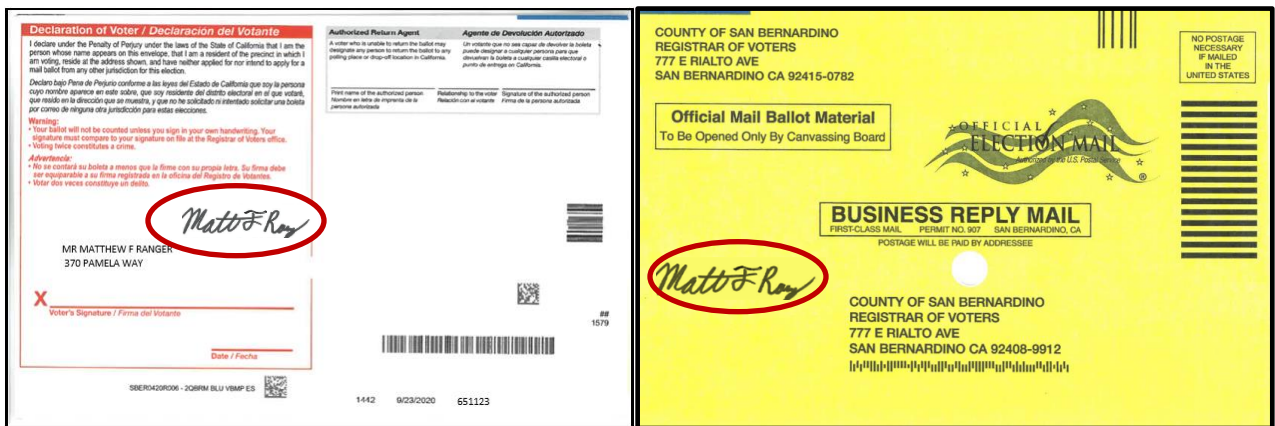 Declaration of Voter / Declaración del Votante
I declare under the Penalty of Perjury under the laws of the State of California that I am the
person whose name appears on this envelope, that I am a resident of the precinct in which I
am voting, reside at the address shown, and have neither applied for nor intend to apply for a
mail ballot from any other jurisdiction for this election.
Declaro bajo Pena de Perjurio conforme a las leyes del Estado de California que soy la persona
cuyo nombre aparece en este sobre, que soy residente del distrito electoral en el que votaré,
que resido en la dirección que se muestra, y que no he solicitado ni intentado solicitar una boleta
por correo de ninguna otra jurisdicción para estas elecciones.
Warning:
• Your ballot will not be counted unless you sign in your own handwriting. Your
signature must compare to your signature on file at the Registrar of Voters office.
• Voting twice constitutes a crime.
Advertencia:
• No se contará su boleta a menos que la firme con su propia letra. Su firma debe
ser equiparable a su firma registrada en la oficina del Registro de Votantes.
• Votar dos veces constituye un delito.
Matt F Ray
MR MATTHEW F RANGER
370 PAMELA WAY
X
Voter's Signature / Firma del Votante
Date / Fecha
SBER0420R006 - 2QBRM BLU VBMP ES
Authorized Return Agent
A voter who is unable to return the ballot may
designate any person to return the ballot to any
polling place or drop-off location in California.
Agente de
Devolución Autorizado
Un votante que no sea capaz de devolver la boleta
puede designar a cualquier persona para que
devuelvan la boleta a cualquier casilla electoral o
punto de entrega en California.
Print name of the authorized person
Nombre en letra de imprenta de la
persona autorizada
Relationship to the voter
Relación con el votante
Signature of the authorized person
Firma de la persona autorizada
##
1579
1442 9/23/2020 651123
COUNTY OF SAN BERNARDINO
REGISTRAR OF VOTERS
777 E RIALTO AVE
SAN BERNARDINO CA 92415-0782
NO POSTAGE
NECESSARY
IF MAILED
IN THE
UNITED STATES
Official Mail Ballot Material
To Be Opened Only By Canvassing Board
OFFICIAL
ELECTION MAIL
Authorized by the U.S. Postal Service
®
BUSINESS REPLY MAIL
FIRST-CLASS MAIL PERMIT NO. 907 SAN BERNARDINO, CA
POSTAGE WILL BE PAID BY ADDRESSEE
Matt F Ray
COUNTY OF SAN BERNARDINO
REGISTRAR OF VOTERS
777 E RIALTO AVE
SAN BERNARDINO CA 92408-9912